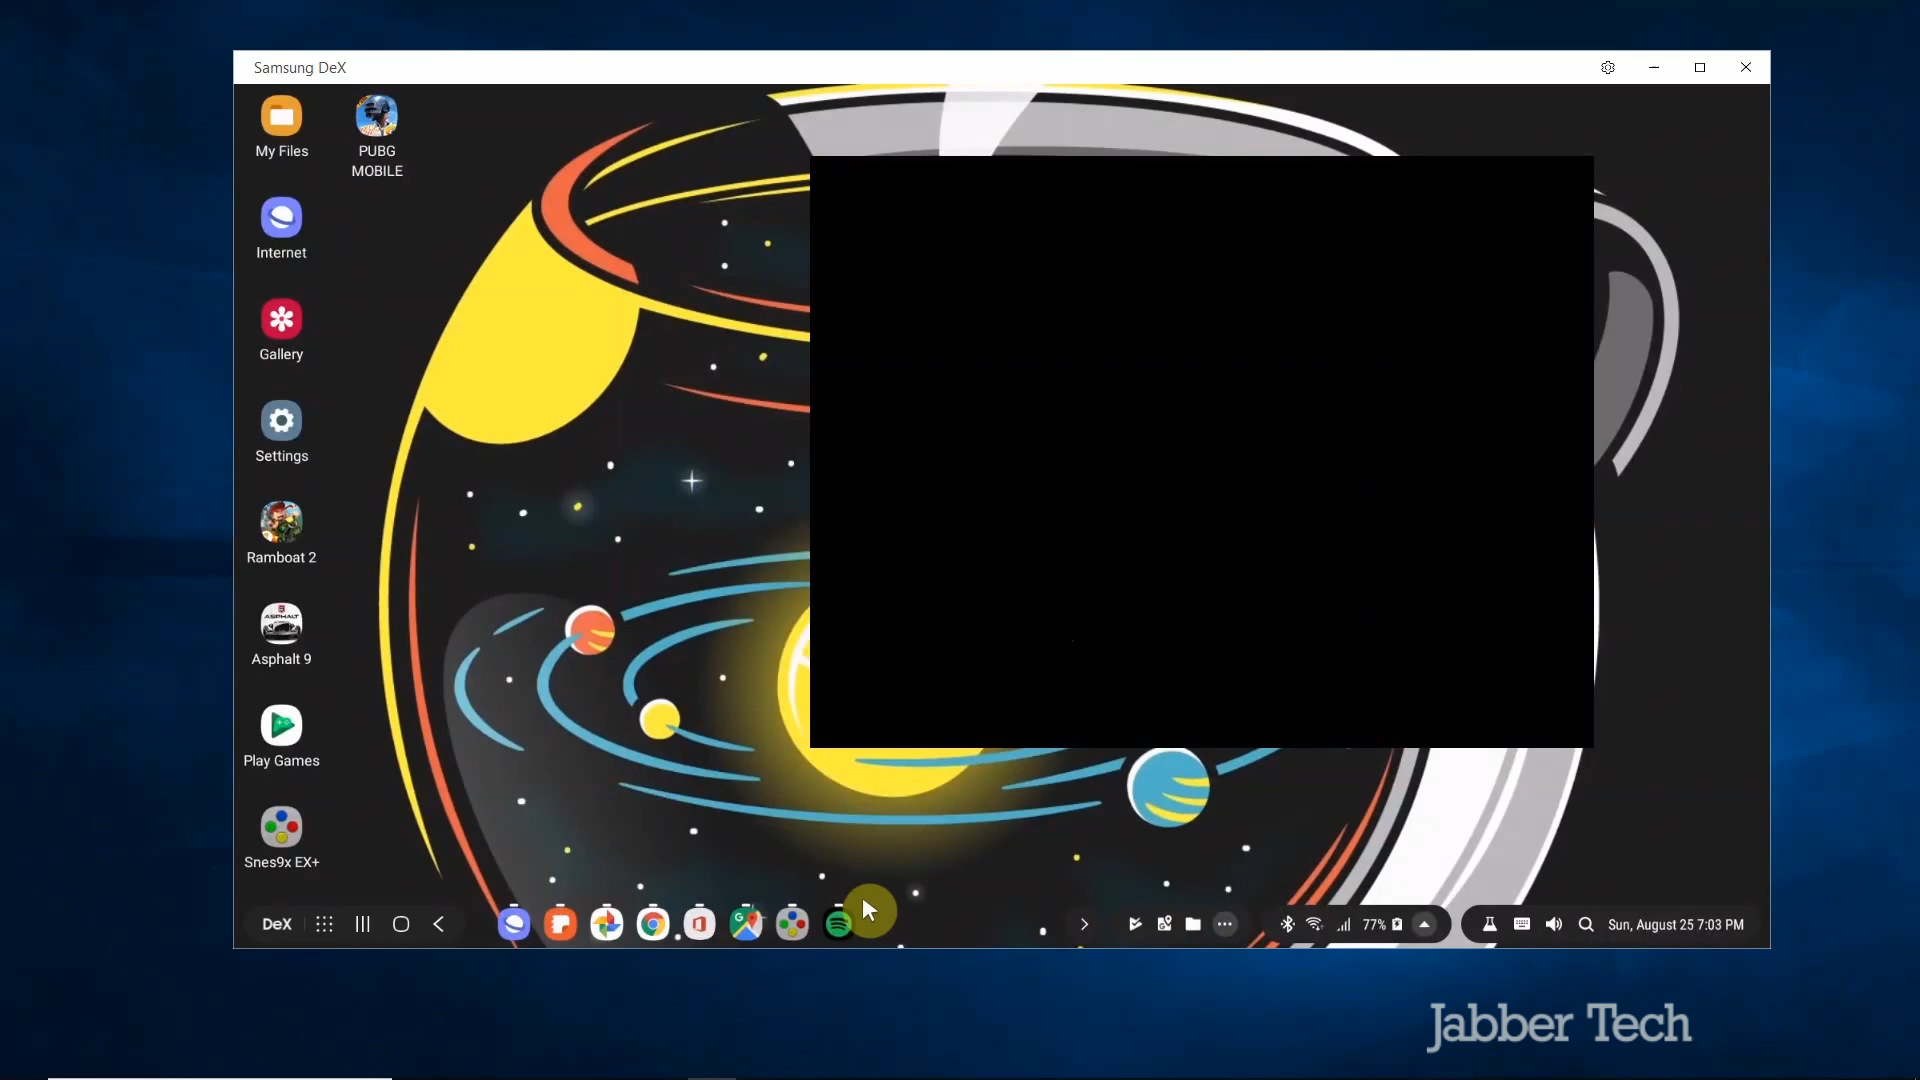 Samsung DeX
My Files
PUBG
MOBILE
Internet
Gallery
Settings
Ramboat 2
ASPHALT
Asphalt 9
Play Games
Snes9x EX+
DeX
77%
Sun, August 25 7:03 PM
Jabber Tech